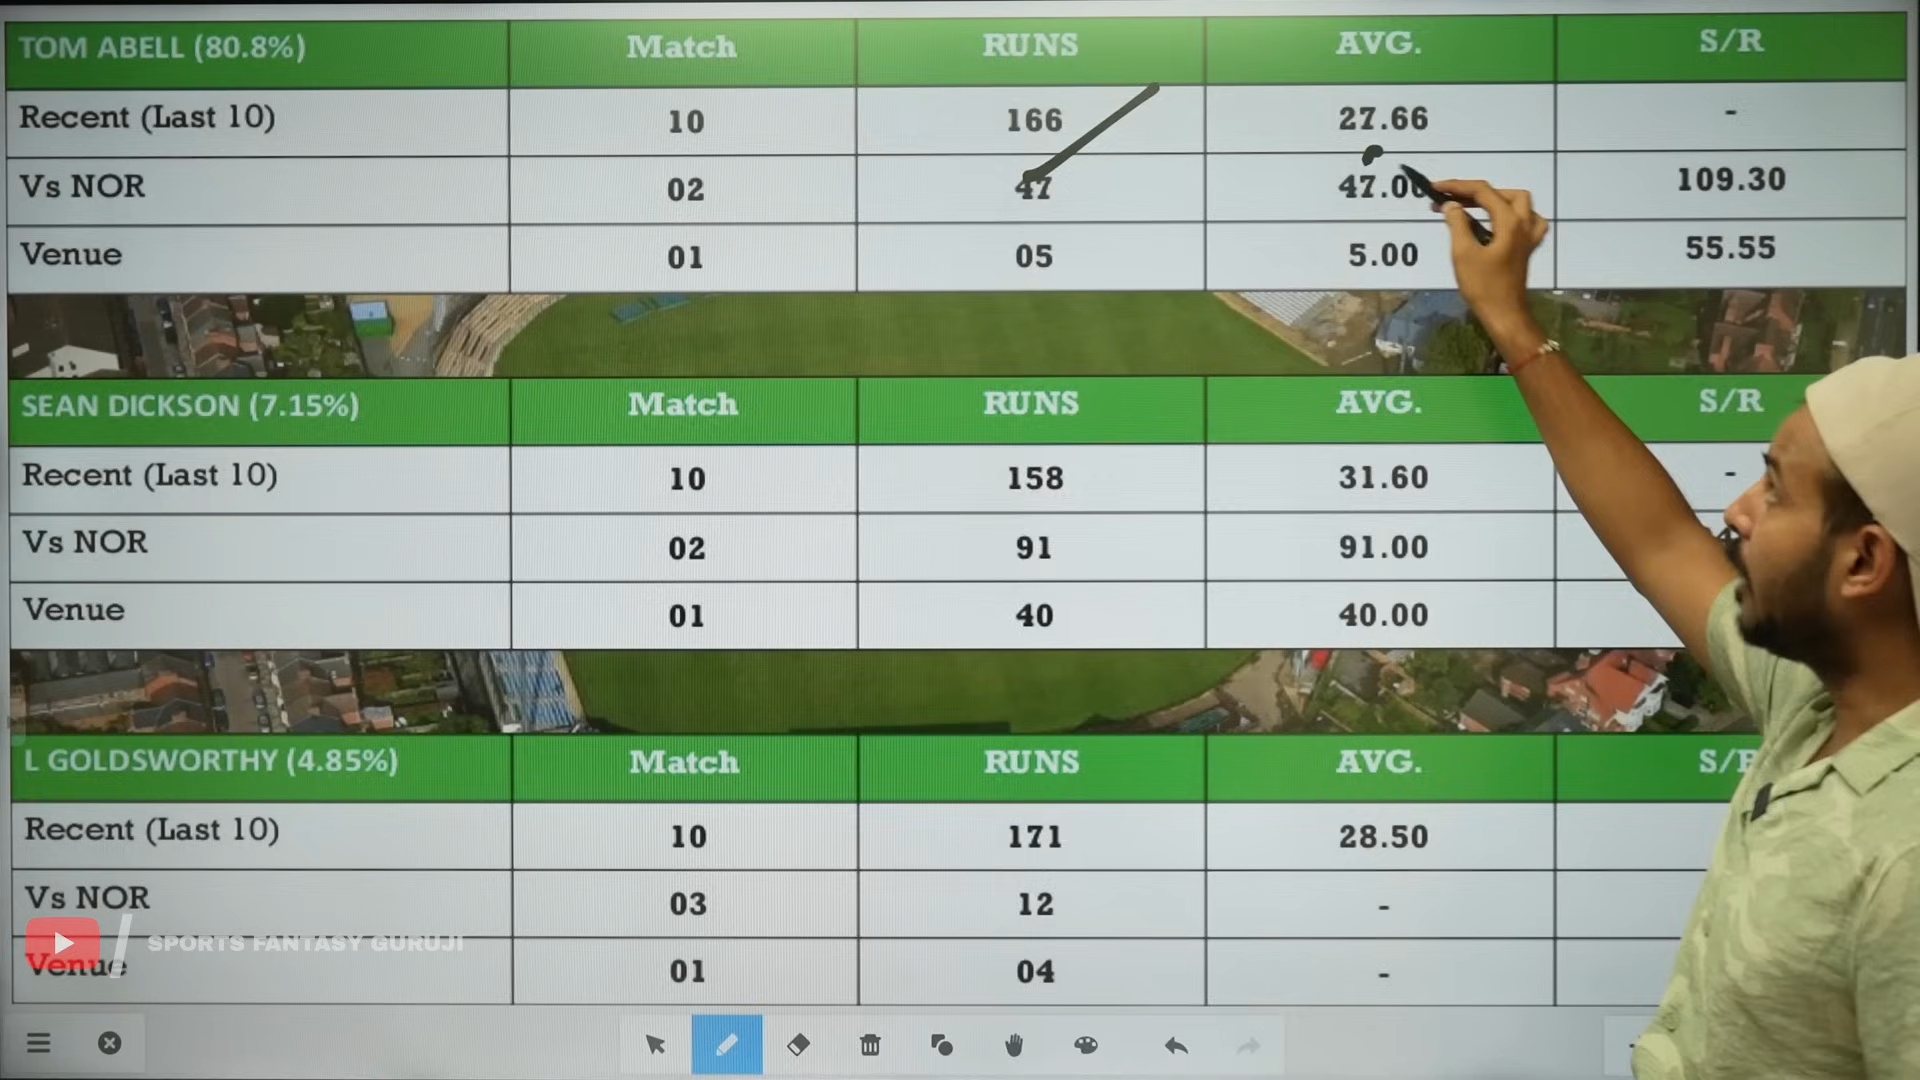 TOM ABELL (80.8%) Match RUNS AVG. S/R
Recent (Last 10) 10 166 27.66 -
Vs NOR 02 47 47.00 109.30
Venue 01 05 5.00 55.55
SEAN DICKSON (7.15%) Match RUNS AVG. S/R
Recent (Last 10) 10 158 31.60 -
Vs NOR 02 91 91.00
Venue 01 40 40.00
L GOLDSWORTHY (4.85%) Match RUNS AVG.
Recent (Last 10) 10 171 28.50
Vs NOR 03 12 -
SPORTS FANTASY GURUJI
Venue 01 04 -